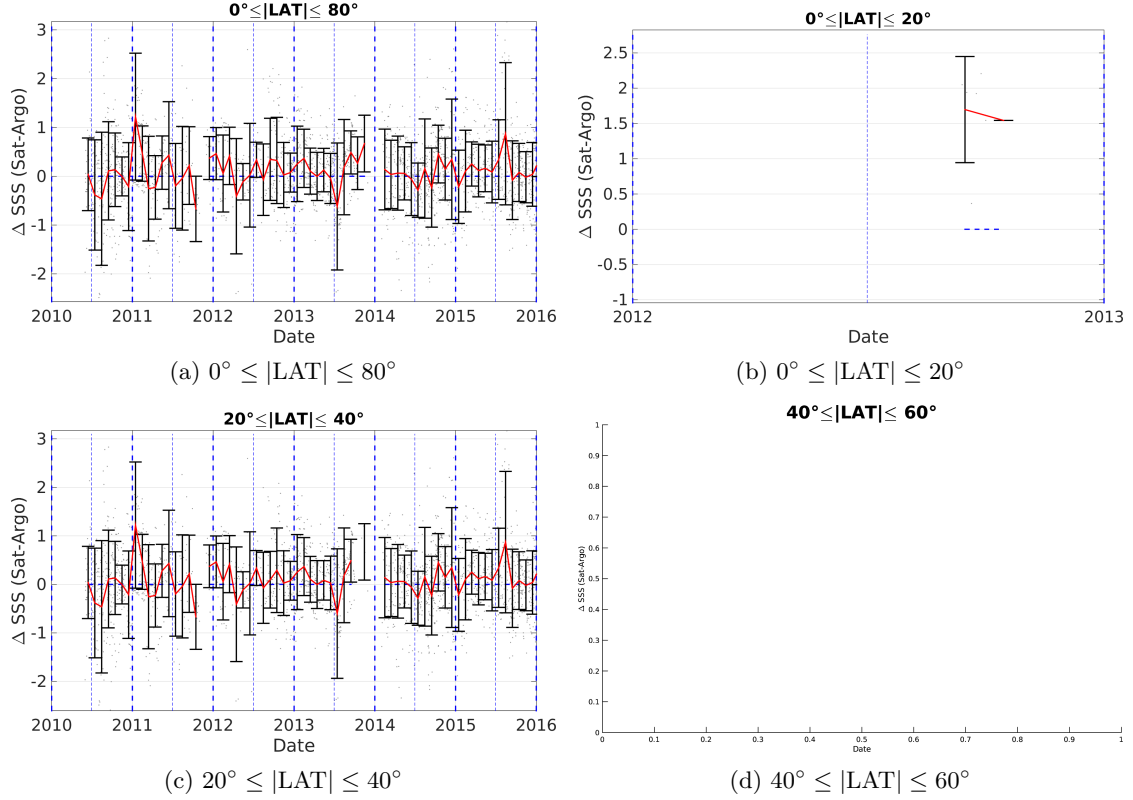 0°≤|LAT|≤ 80°
3
2
1
0
-1
-2
Δ SSS (Sat-Argo)
2010 2011 2012 2013 2014 2015 2016
Date
(a) 0° ≤ |LAT| ≤ 80°
0°≤|LAT|≤ 20°
2.5
2
1.5
1
0.5
0
-0.5
-1
Δ SSS (Sat-Argo)
2012 2013
Date
(b) 0° ≤ |LAT| ≤ 20°
20°≤|LAT|≤ 40°
3
2
1
0
-1
-2
Δ SSS (Sat-Argo)
2010 2011 2012 2013 2014 2015 2016
Date
(c) 20° ≤ |LAT| ≤ 40°
40°≤|LAT|≤ 60°
1
0.9
0.8
0.7
0.6
0.5
0.4
0.3
0.2
0.1
0
Δ SSS (Sat-Argo)
0 0.1 0.2 0.3 0.4 0.5 0.6 0.7 0.8 0.9 1
Date
(d) 40° ≤ |LAT| ≤ 60°